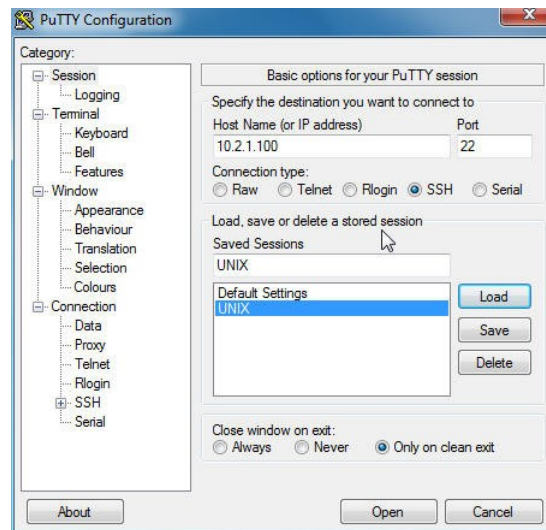 PuTTY Configuration
Category:
Session
Logging
Terminal
Keyboard
Bell
Features
Window
Appearance
Behaviour
Translation
Selection
Colours
Connection
Data
Proxy
Telnet
Rlogin
SSH
Serial
Basic options for your PuTTY session
Specify the destination you want to connect to
Host Name (or IP address) Port
10.2.1.100 22
Connection type:
Raw Telnet Rlogin SSH Serial
Load, save or delete a stored session
Saved Sessions
UNIX
Default Settings
UNIX
Load
Save
Delete
Close window on exit:
Always Never Only on clean exit
About Open Cancel